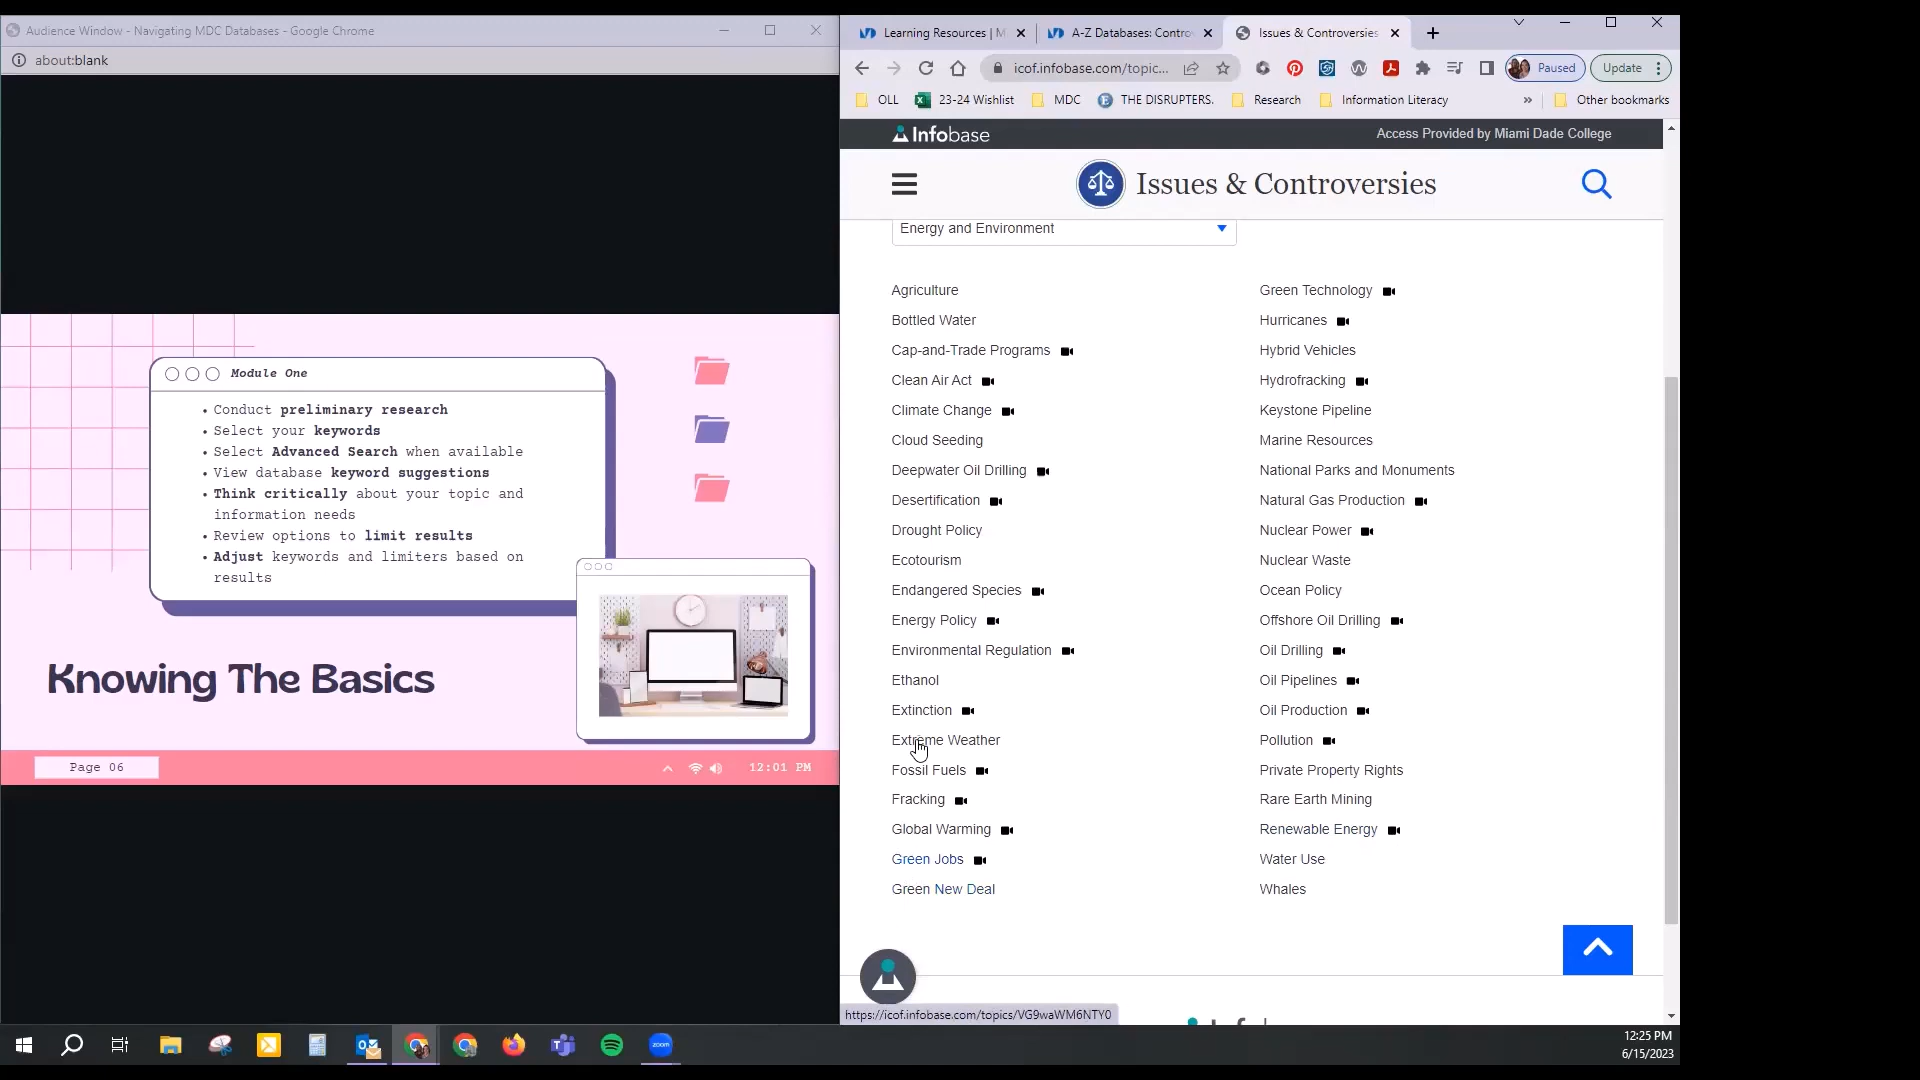 Audience Window - Navigating MDC Databases - Google Chrome
about:blank
Module One
• Conduct preliminary research
• Select your keywords
• Select Advanced Search when available
• View database keyword suggestions
• Think critically about your topic and
information needs
• Review options to limit results
• Adjust keywords and limiters based on
results
Knowing The Basics
Page 06
12:01 PM
Learning Resources | M
A-Z Databases: Contro
Issues & Controversies
icof.infobase.com/topic...
Paused
Update
OLL
23-24 Wishlist
MDC
THE DISRUPTERS.
Research
Information Literacy
»
Other bookmarks
Infobase
Access Provided by Miami Dade College
Issues & Controversies
Energy and Environment
Agriculture
Bottled Water
Cap-and-Trade Programs
Clean Air Act
Climate Change
Cloud Seeding
Deepwater Oil Drilling
Desertification
Drought Policy
Ecotourism
Endangered Species
Energy Policy
Environmental Regulation
Ethanol
Extinction
Extreme Weather
Fossil Fuels
Fracking
Global Warming
Green Jobs
Green New Deal
Green Technology
Hurricanes
Hybrid Vehicles
Hydrofracking
Keystone Pipeline
Marine Resources
National Parks and Monuments
Natural Gas Production
Nuclear Power
Nuclear Waste
Ocean Policy
Offshore Oil Drilling
Oil Drilling
Oil Pipelines
Oil Production
Pollution
Private Property Rights
Rare Earth Mining
Renewable Energy
Water Use
Whales
https://icof.infobase.com/topics/VG9waWM6NTY0
zoom
12:25 PM
6/15/2023